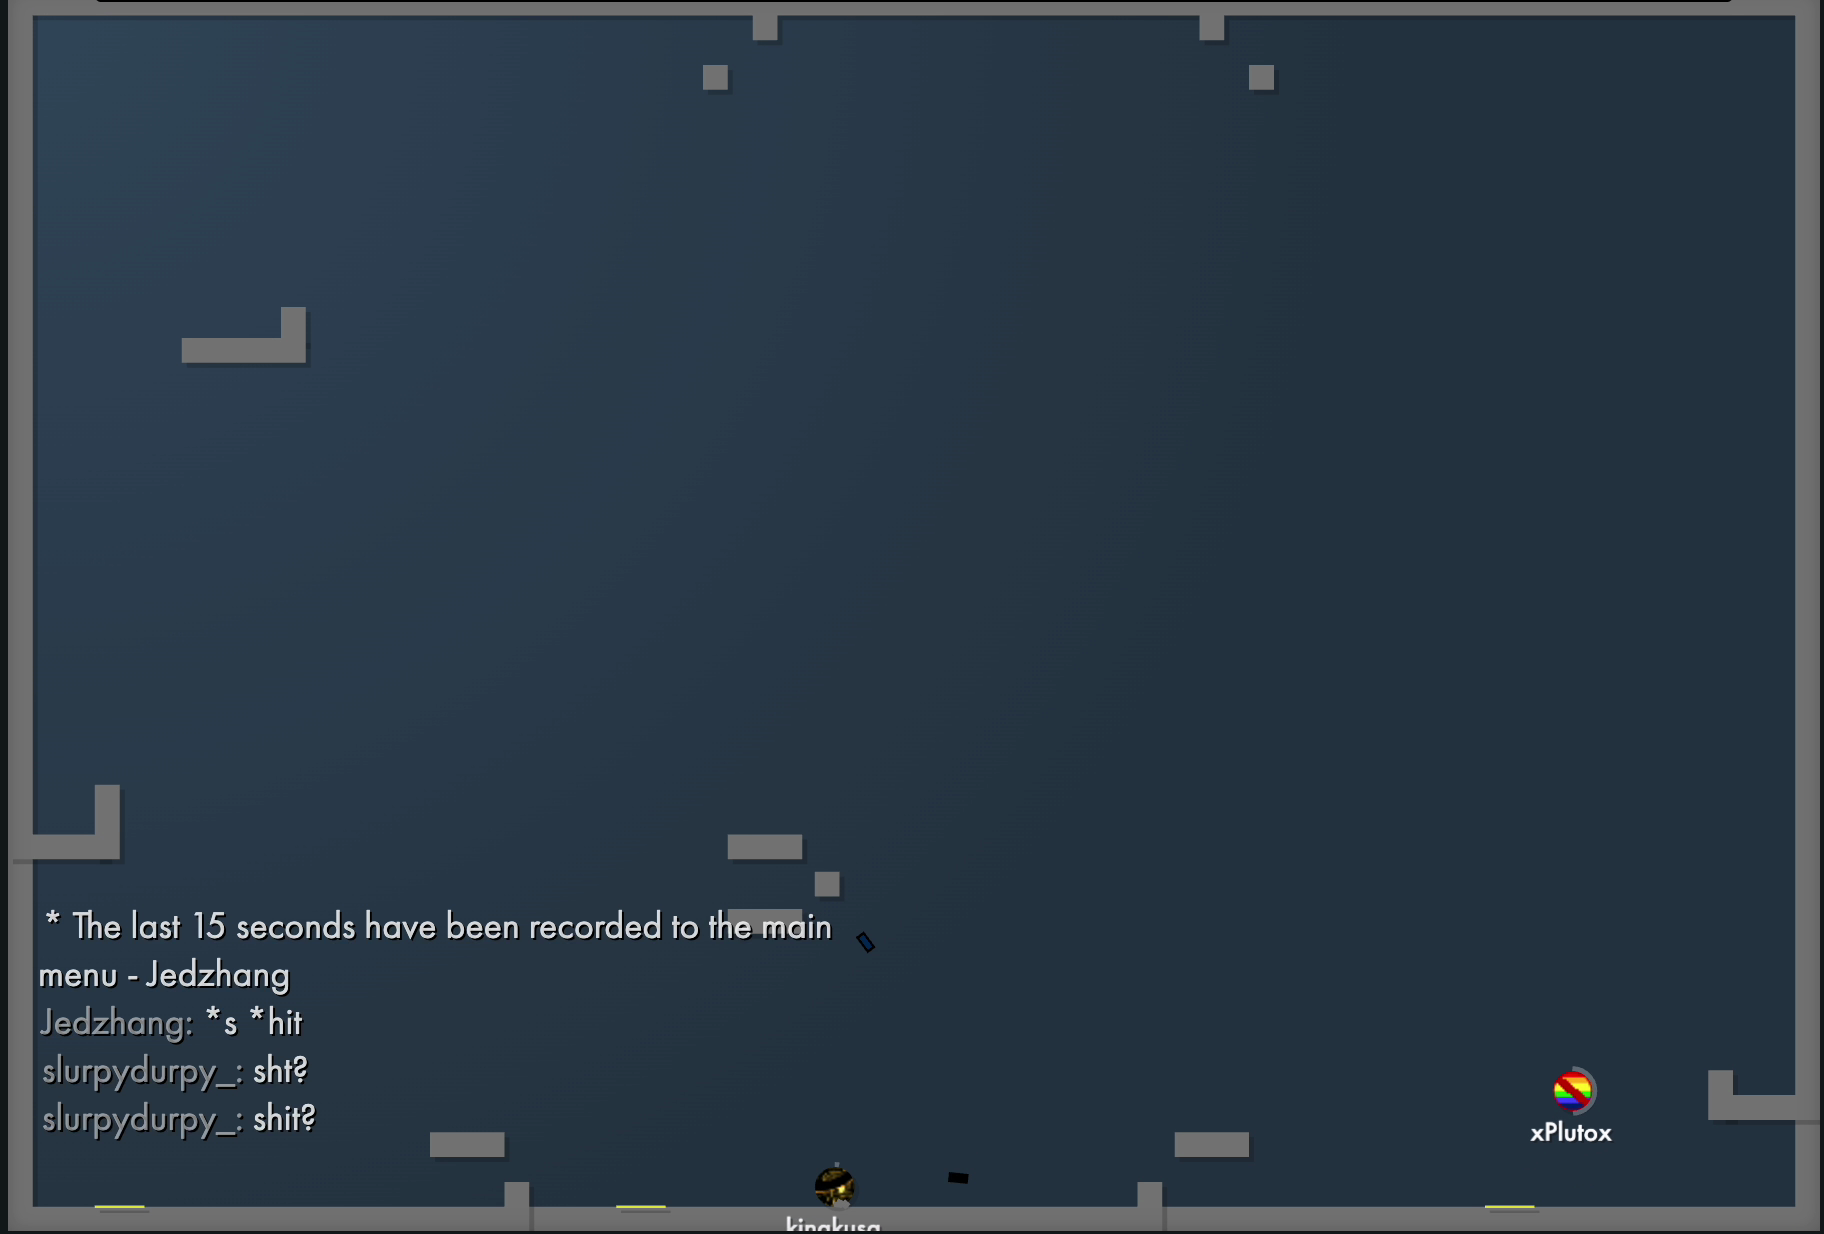 * The last 15 seconds have been recorded to the main
menu - Jedzhang
Jedzhang: *s *hit
slurpydurpy_: sht?
slurpydurpy_: shit?
xPlutox
kingkusa